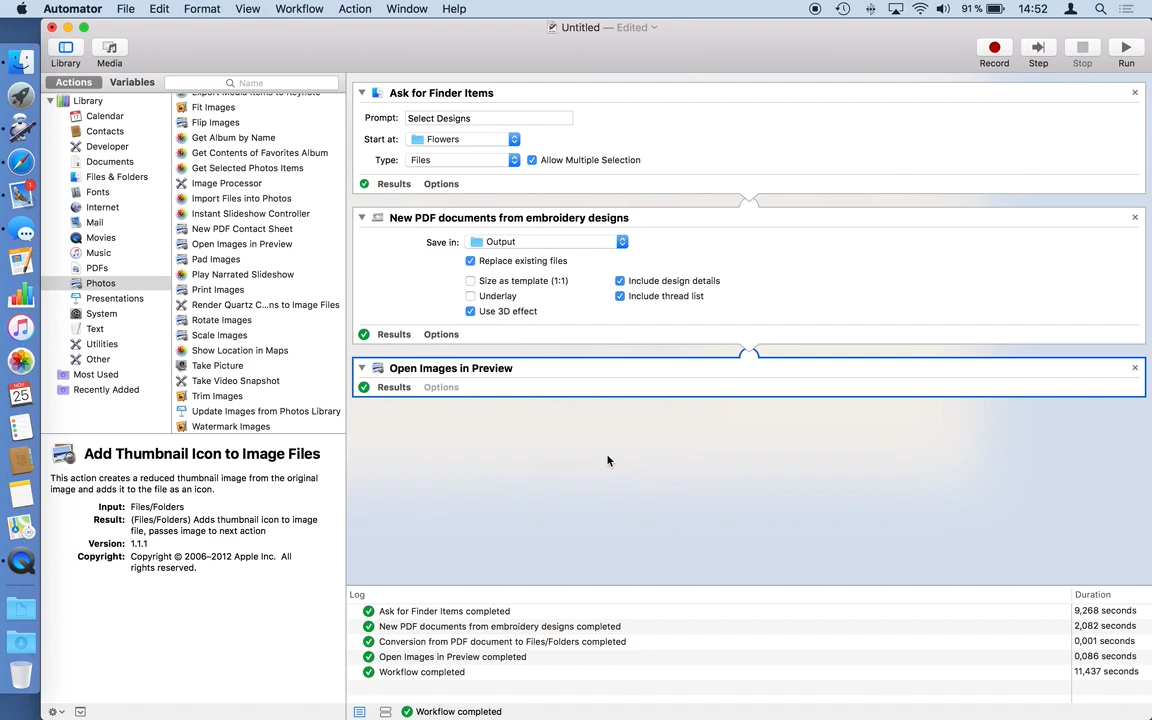 Automator File Edit View Workflow Action Window Help 91 % 14:52
Untitled — Edited
Library Media Record Step Stop Run
Actions Variables Name
Library
Calendar
Contacts
Developer
Documents
Files & Folders
Fonts
Internet
Mail
Movies
Music
PDFs
Photos
Presentations
System
Text
Utilities
Other
Most Used
Recently Added
Export Media Items to Keynote
Fit Images
Flip Images
Get Album by Name
Get Contents of Favorites Album
Get Selected Photos Items
Image Processor
Import Files into Photos
Instant Slideshow Controller
New PDF Contact Sheet
Open Images in Preview
Pad Images
Play Narrated Slideshow
Print Images
Render Quartz C...ns to Image Files
Rotate Images
Scale Images
Show Location in Maps
Take Picture
Take Video Snapshot
Trim Images
Update Images from Photos Library
Watermark Images
Add Thumbnail Icon to Image Files
This action creates a reduced thumbnail image from the original
image and adds it to the file as an icon.
Input: Files/Folders
Result: (Files/Folders) Adds thumbnail icon to image
file, passes image to next action
Version: 1.1.1
Copyright: Copyright © 2006–2012 Apple Inc. All
rights reserved.
Ask for Finder Items
Prompt: Select Designs
Start at: Flowers
Type: Files Allow Multiple Selection
Results Options
New PDF documents from embroidery designs
Save in: Output
Replace existing files
Size as template (1:1) Include design details
Underlay Include thread list
Use 3D effect
Results Options
Open Images in Preview
Results Options
Log Duration
Ask for Finder Items completed 9,268 seconds
New PDF documents from embroidery designs completed 2,082 seconds
Conversion from PDF document to Files/Folders completed 0,001 seconds
Open Images in Preview completed 0,086 seconds
Workflow completed 11,437 seconds
Workflow completed
NOV
25
1